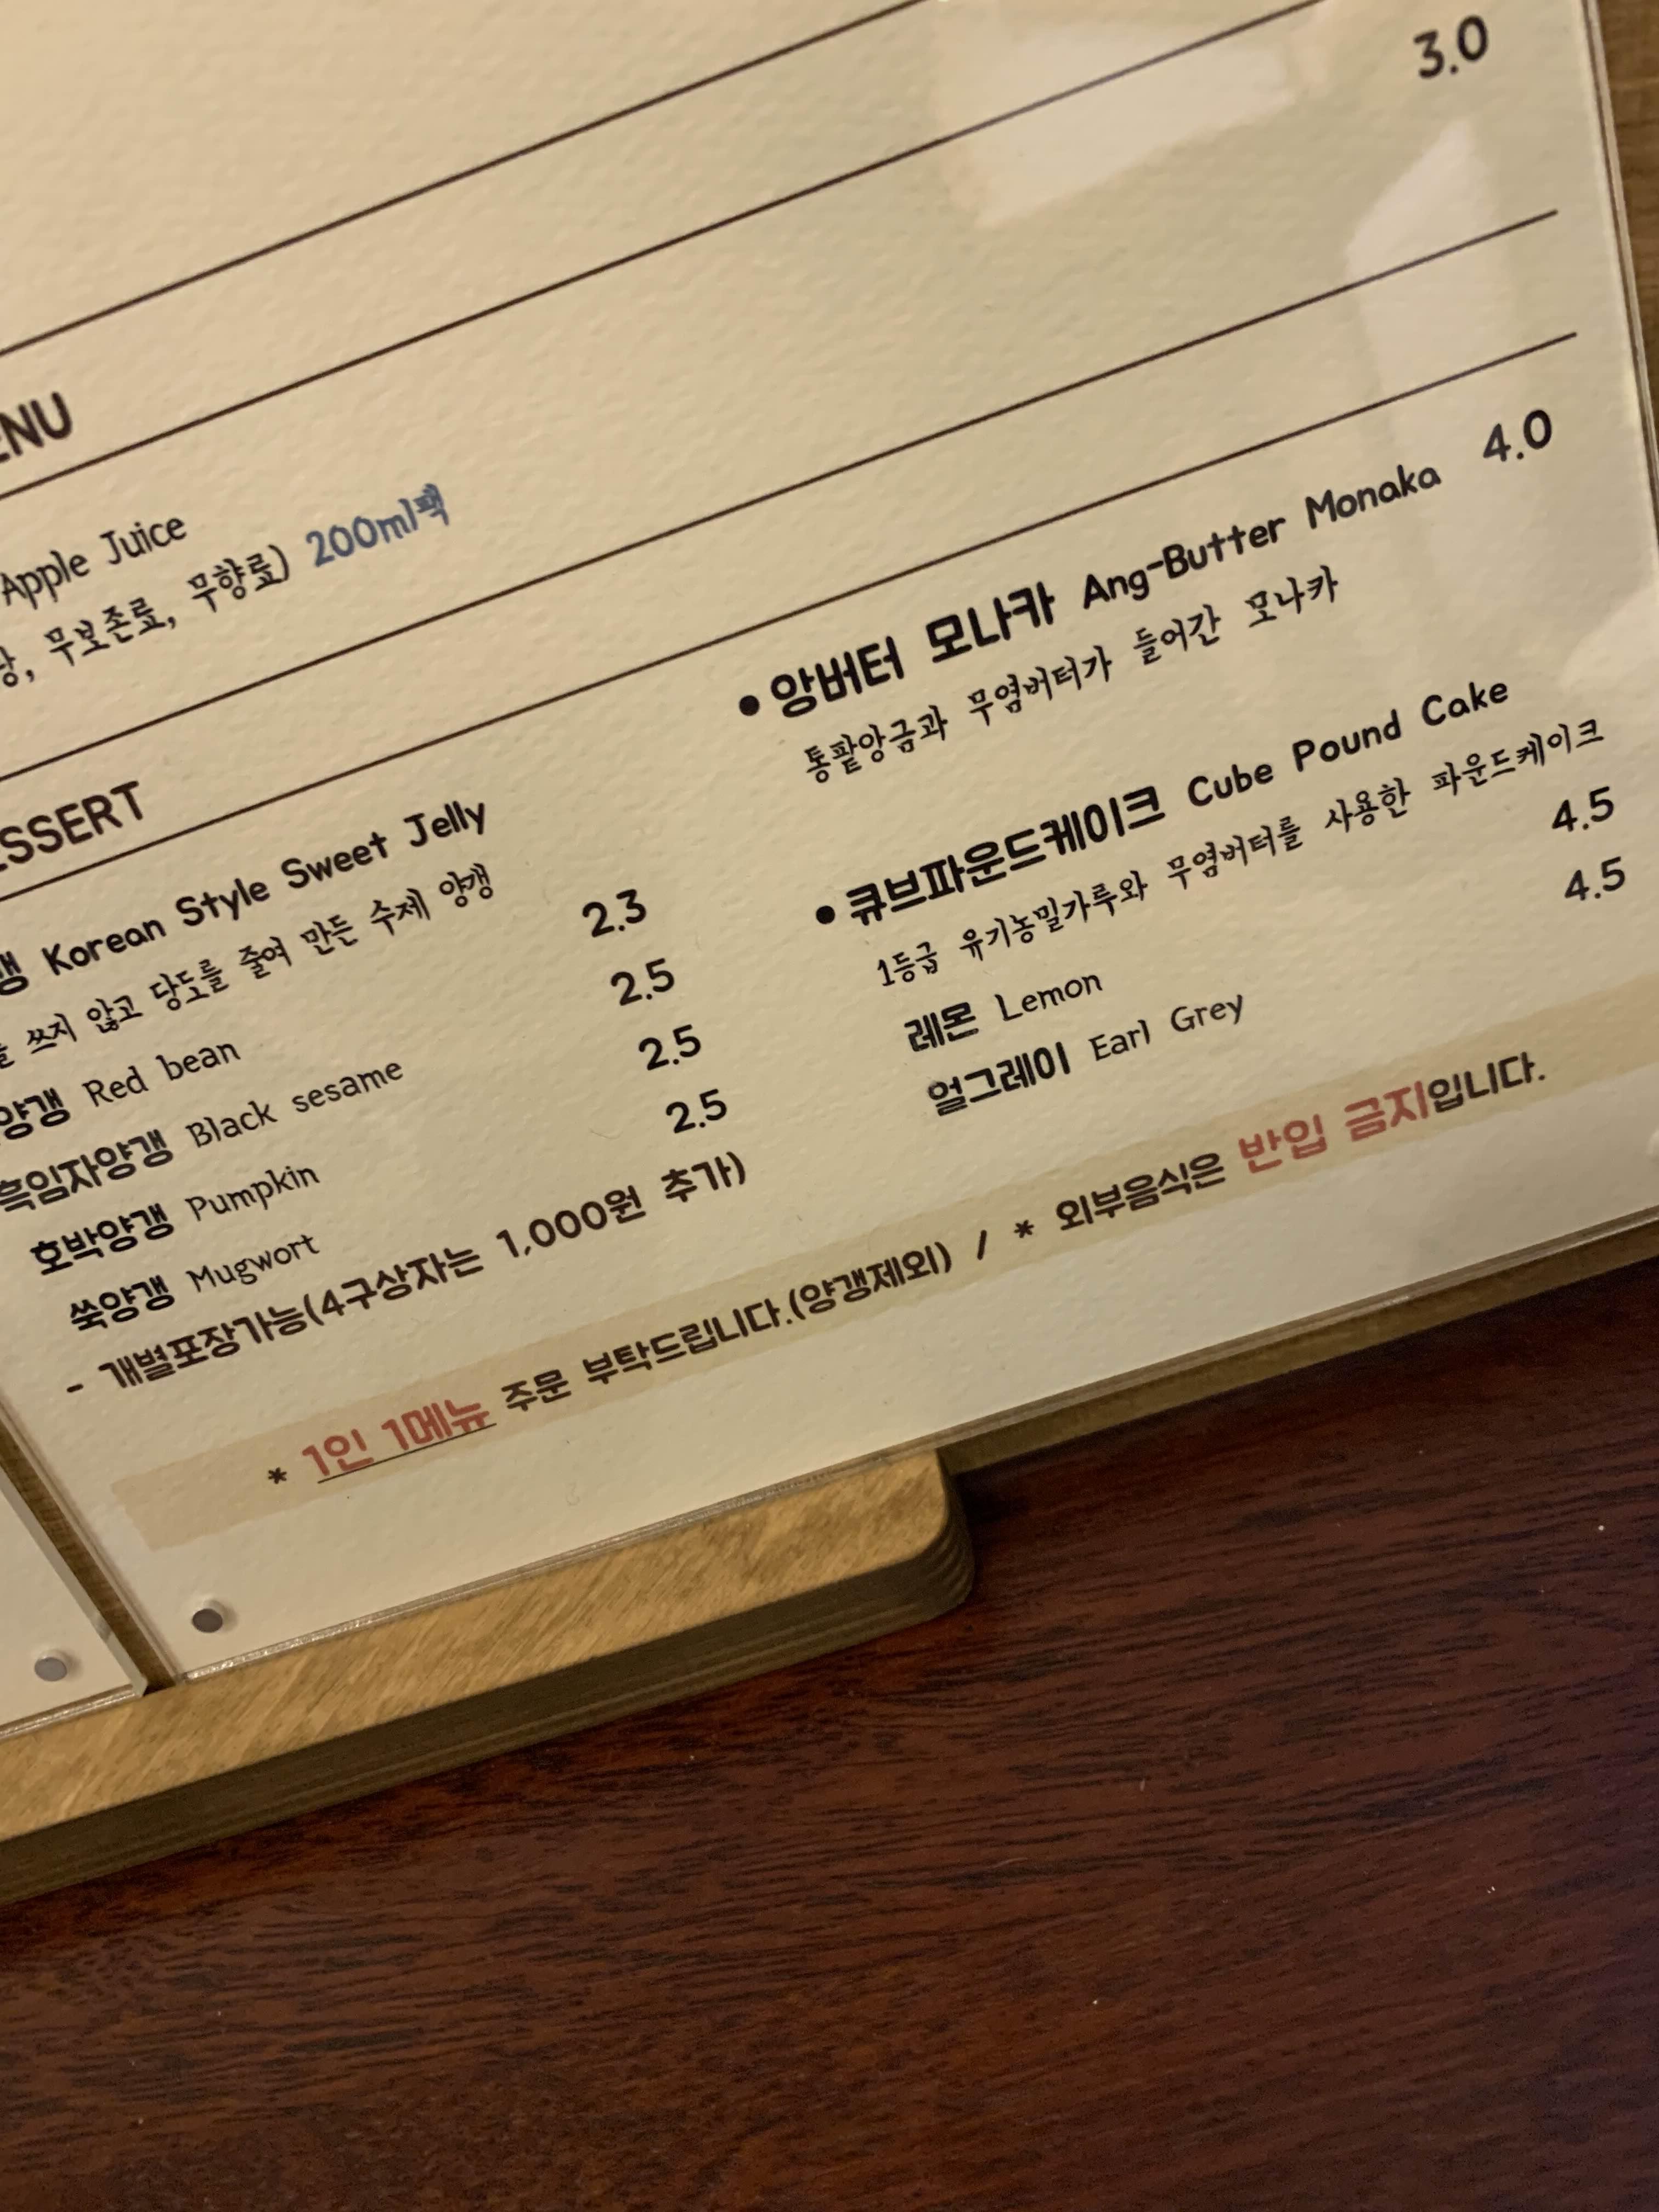 3.0
Apple Juice
무보존료, 무향료) 200ml팩
Korean Style Sweet Jelly
쓰지 않고 당도를 줄여 만든 수제 양갱
양갱 Red bean 2.3
흑임자양갱 Black sesame 2.5
호박양갱 Pumpkin 2.5
쑥양갱 Mugwort 2.5
- 개별포장가능(4구상자는 1,000원 추가)
• 앙버터 모나카 Ang-Butter Monaka 4.0
통팥앙금과 무염버터가 들어간 모나카
• 큐브파운드케이크 Cube Pound Cake
1등급 유기농밀가루와 무염버터를 사용한 파운드케이크
레몬 Lemon 4.5
얼그레이 Earl Grey 4.5
* 1인 1메뉴 주문 부탁드립니다.(양갱제외) / * 외부음식은 반입 금지입니다.